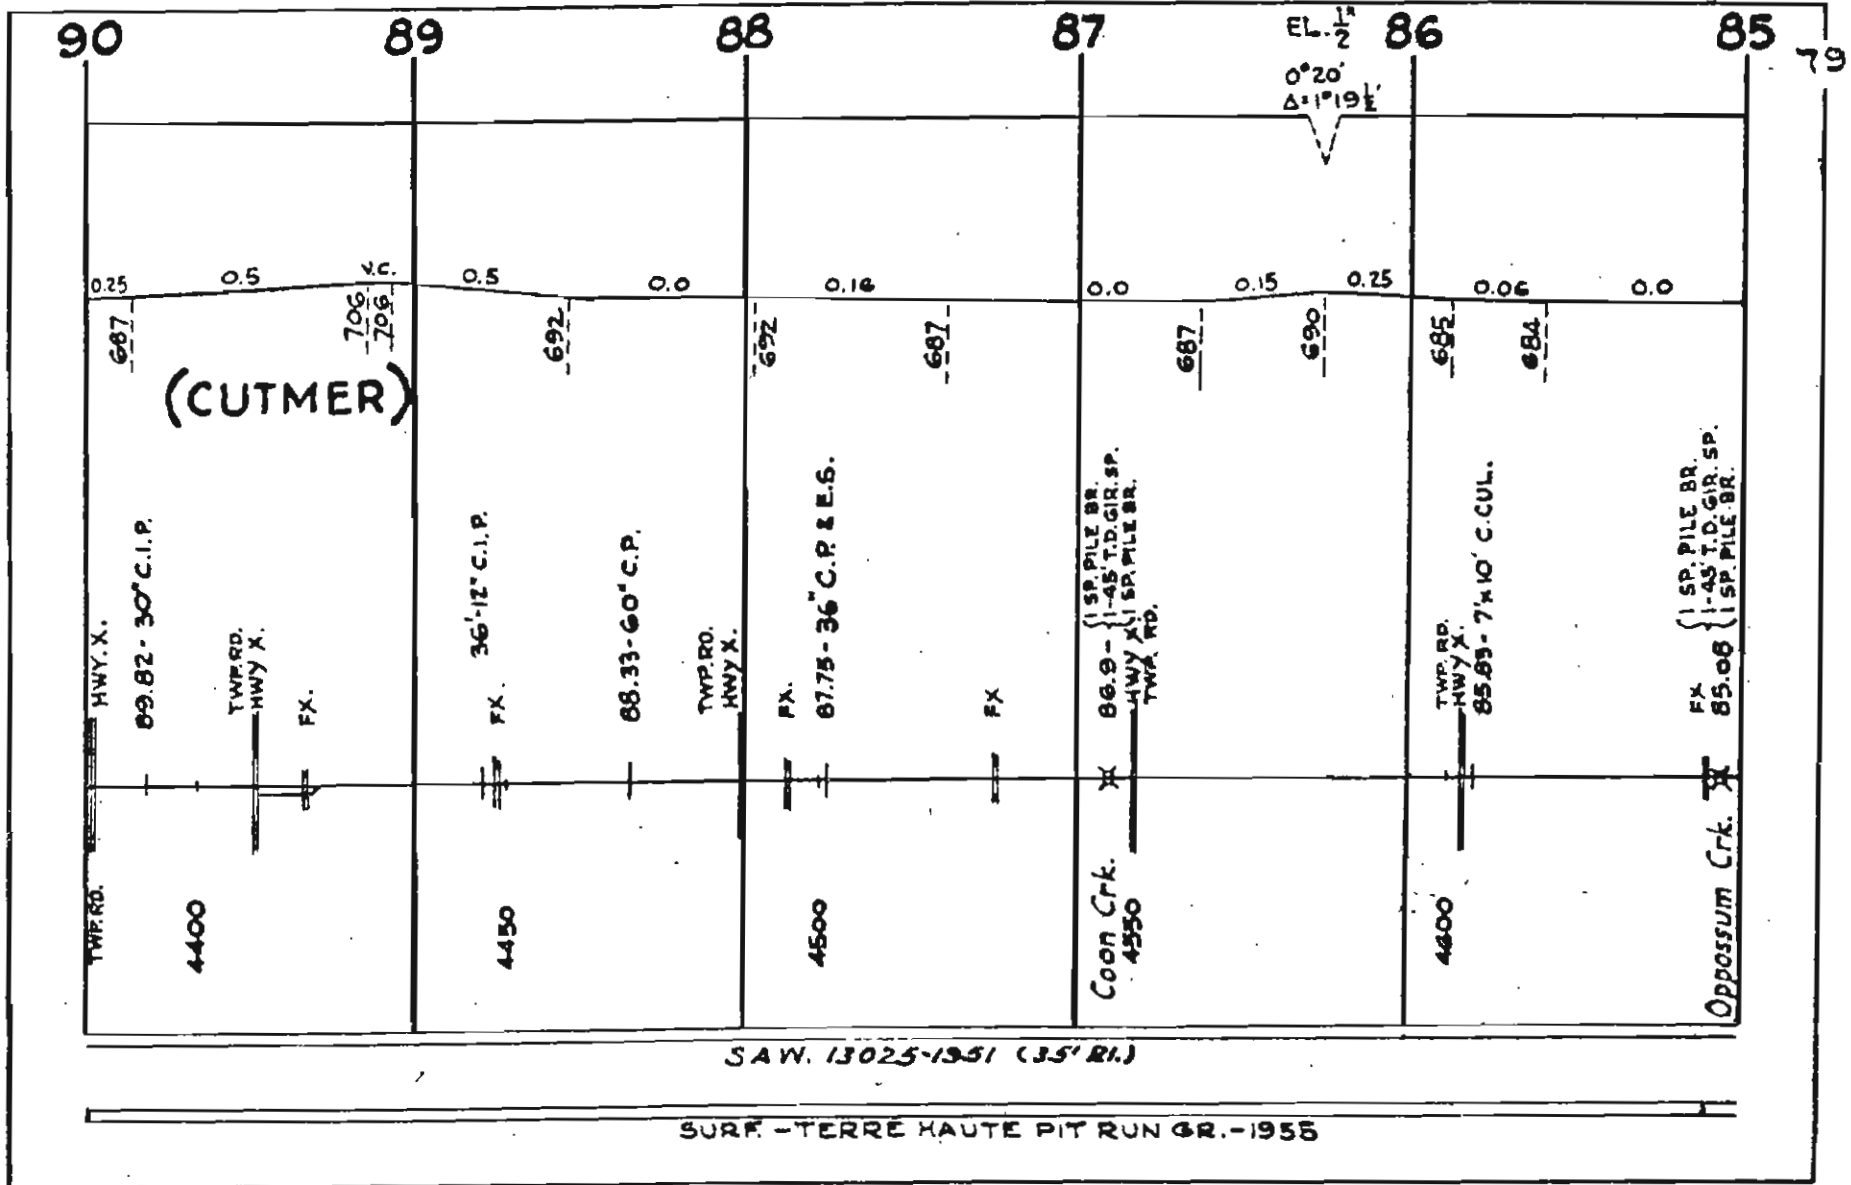 90 89 88 87 EL. 1/2" 86 85
79
0°20'
Δ=1°19½'
0.25 0.5 V.C. 0.5 0.0 0.16 0.0 0.15 0.25 0.06 0.0
687 706 706 692 692 687 687 690 685 684
(CUTMER)
HWY. X.
89.82 - 30" C.I.P.
TWP. RD.
HWY X.
FX.
36'-12" C.I.P.
FX.
88.33 - 60" C.P.
TWP. RD.
HWY X.
FX.
87.75 - 36" C.P. & E.S.
FX
86.9 - {1 SP. PILE BR.
{1-45' T.D. GIR. SP.
{1 SP. PILE BR.
HWY X.
TWP. RD.
TWP. RD.
HWY X.
85.85 - 7'x10' C. CUL.
FX
85.08 {1 SP. PILE BR.
{1-45' T.D. GIR. SP.
{1 SP. PILE BR.
TWP. RD.
4400
4450
4500
Coon Crk.
4550
4600
Opossum Crk.
SAW. 13025-1951 (35' Rl.)
SURF. - TERRE HAUTE PIT RUN GR. - 1955